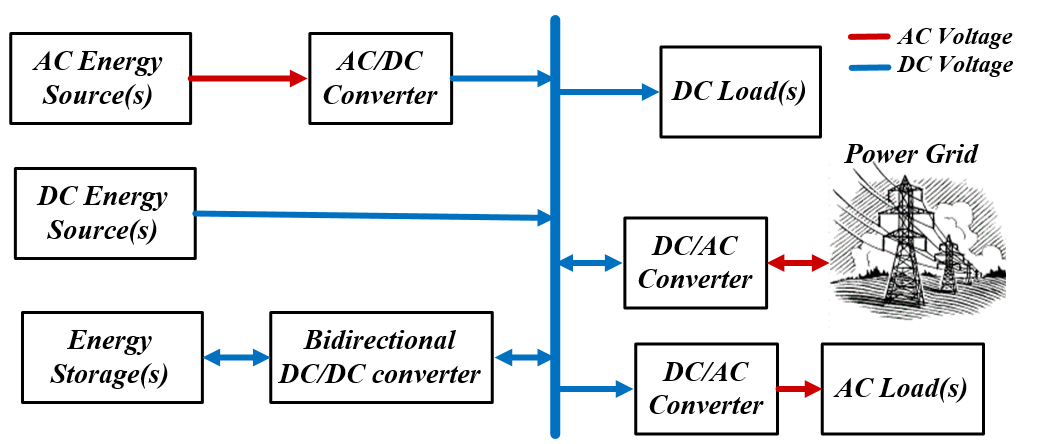 AC Energy
Source(s)
AC/DC
Converter
AC Voltage
DC Voltage
DC Load(s)
DC Energy
Source(s)
Power Grid
DC/AC
Converter
Energy
Storage(s)
Bidirectional
DC/DC converter
DC/AC
Converter
AC Load(s)